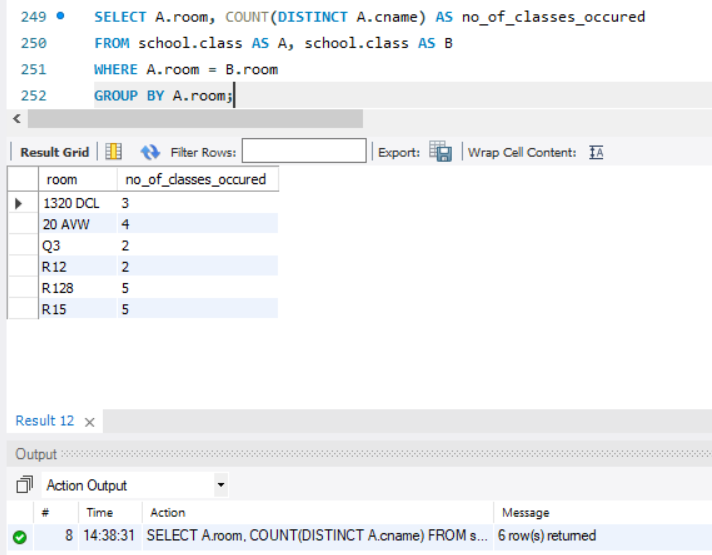 249 SELECT A.room, COUNT(DISTINCT A.cname) AS no_of_classes_occured
250 FROM school.class AS A, school.class AS B
251 WHERE A.room = B.room
252 GROUP BY A.room;
Result Grid Filter Rows: Export: Wrap Cell Content: IA
room no_of_classes_occured
1320 DCL 3
20 AVW 4
Q3 2
R12 2
R128 5
R15 5
Result 12
Output
Action Output
# Time Action Message
8 14:38:31 SELECT A.room, COUNT(DISTINCT A.cname) FROM s... 6 row(s) returned